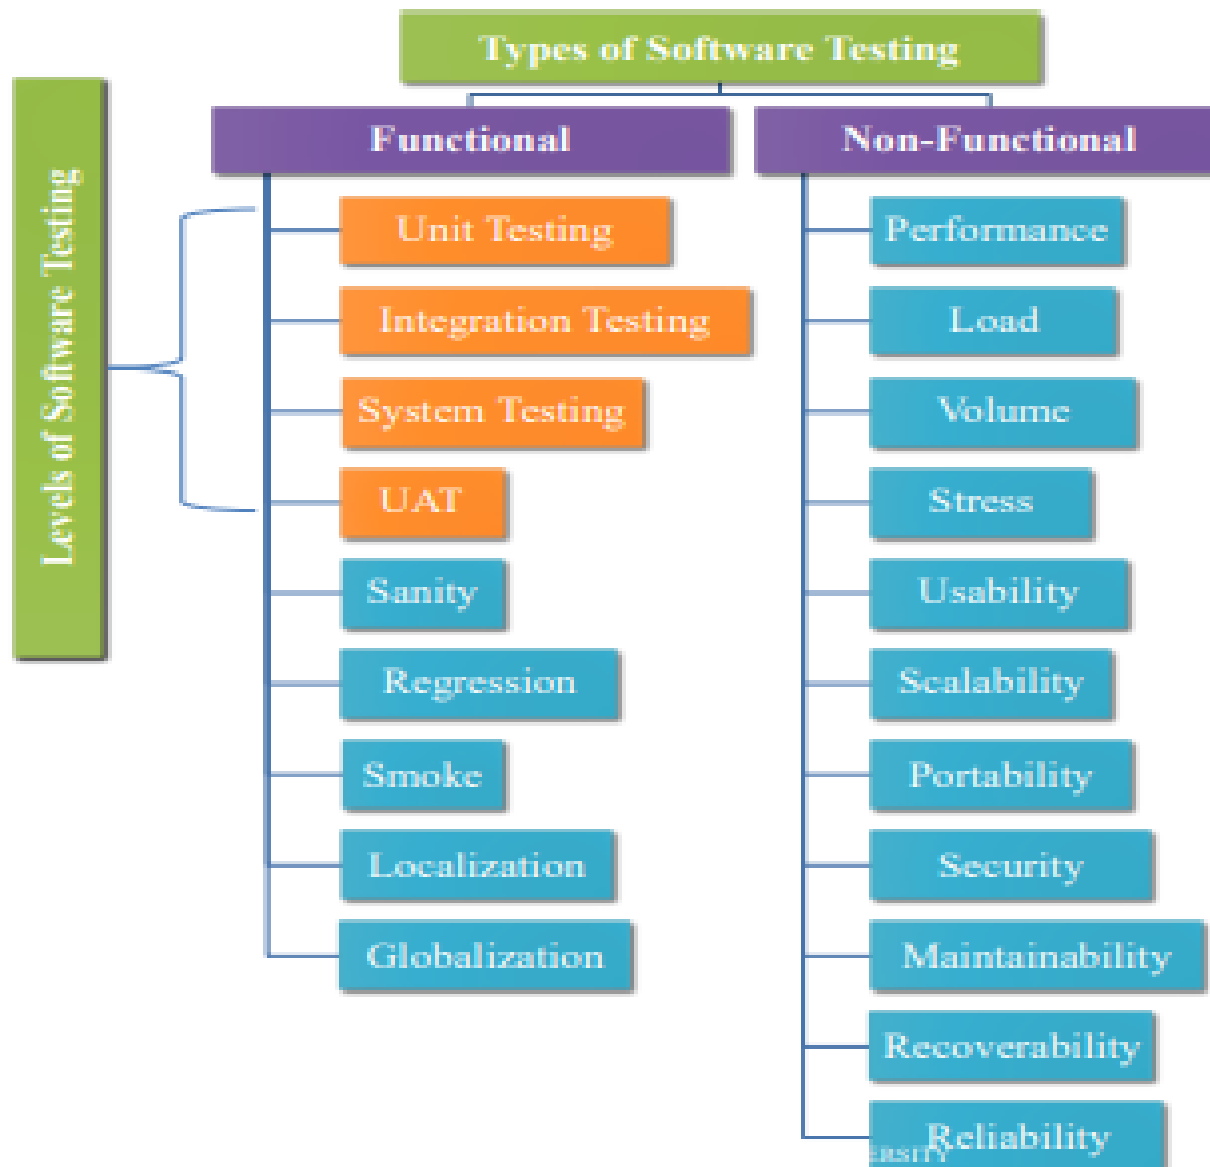 Types of Software Testing
Levels of Software Testing
Functional
Unit Testing
Integration Testing
System Testing
UAT
Sanity
Regression
Smoke
Localization
Globalization
Non-Functional
Performance
Load
Volume
Stress
Usability
Scalability
Portability
Security
Maintainability
Recoverability
Reliability